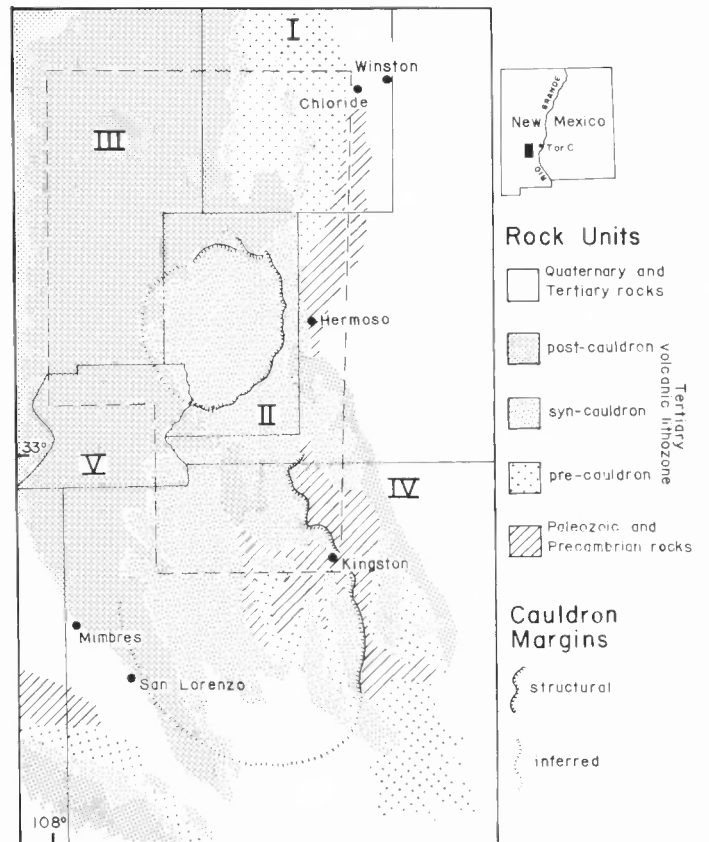 I
Winston
Chloride
III
Hermoso
II
33°
V
IV
Kingston
Mimbres
San Lorenzo
108°
RIO GRANDE
New Mexico
T or C
Rock Units
Quaternary and
Tertiary rocks
post-cauldron
syn-cauldron
pre-cauldron
Tertiary
volcanic lithozone
Paleozoic and
Precambrian rocks
Cauldron
Margins
structural
inferred